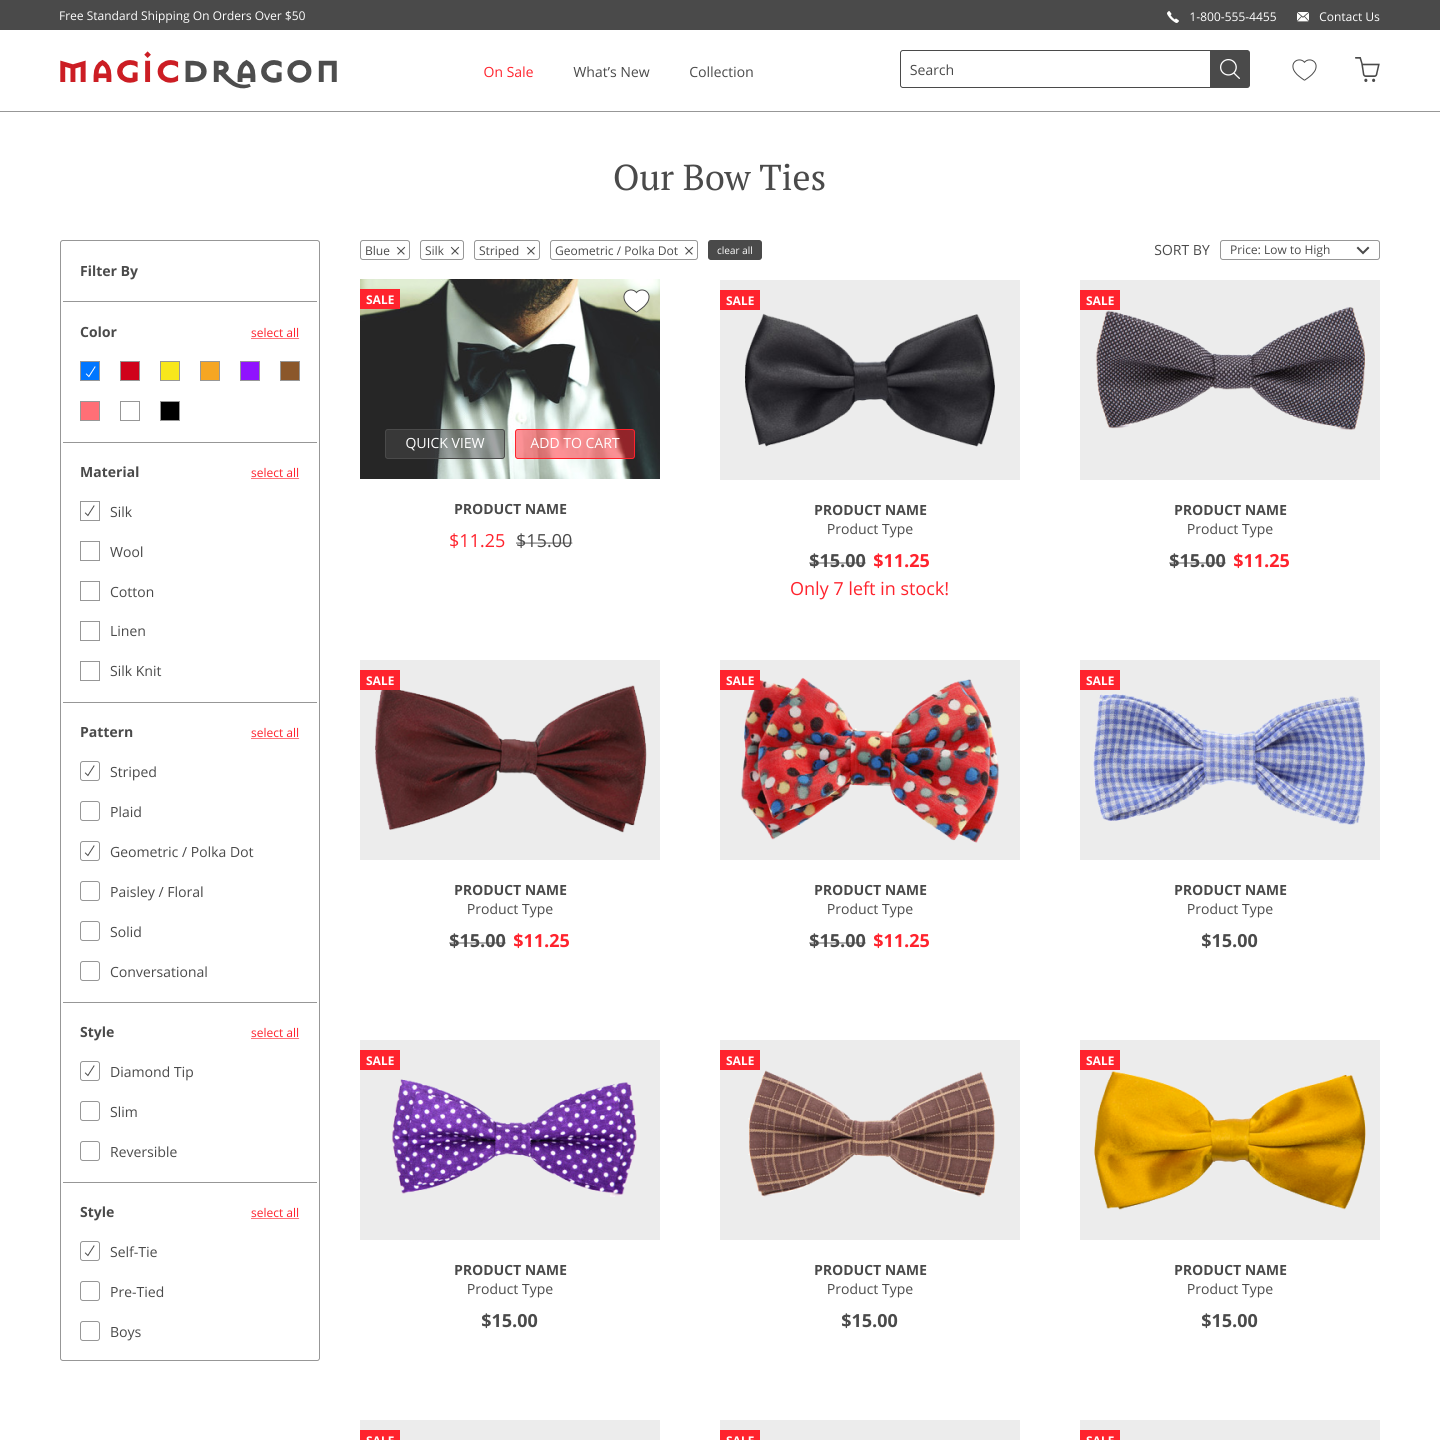 Free Standard Shipping On Orders Over $50
1-800-555-4455 Contact Us
MAGICDRAGON
On Sale What's New Collection
Search
Our Bow Ties
Filter By
Color select all
Material select all
Silk
Wool
Cotton
Linen
Silk Knit
Pattern select all
Striped
Plaid
Geometric / Polka Dot
Paisley / Floral
Solid
Conversational
Style select all
Diamond Tip
Slim
Reversible
Style select all
Self-Tie
Pre-Tied
Boys
Blue Silk Striped Geometric / Polka Dot clear all
SORT BY Price: Low to High
SALE
QUICK VIEW ADD TO CART
PRODUCT NAME
$11.25 $15.00
SALE
PRODUCT NAME
Product Type
$15.00 $11.25
Only 7 left in stock!
SALE
PRODUCT NAME
Product Type
$15.00 $11.25
SALE
PRODUCT NAME
Product Type
$15.00 $11.25
SALE
PRODUCT NAME
Product Type
$15.00 $11.25
SALE
PRODUCT NAME
Product Type
$15.00
SALE
PRODUCT NAME
Product Type
$15.00
SALE
PRODUCT NAME
Product Type
$15.00
SALE
PRODUCT NAME
Product Type
$15.00
SALE
SALE
SALE